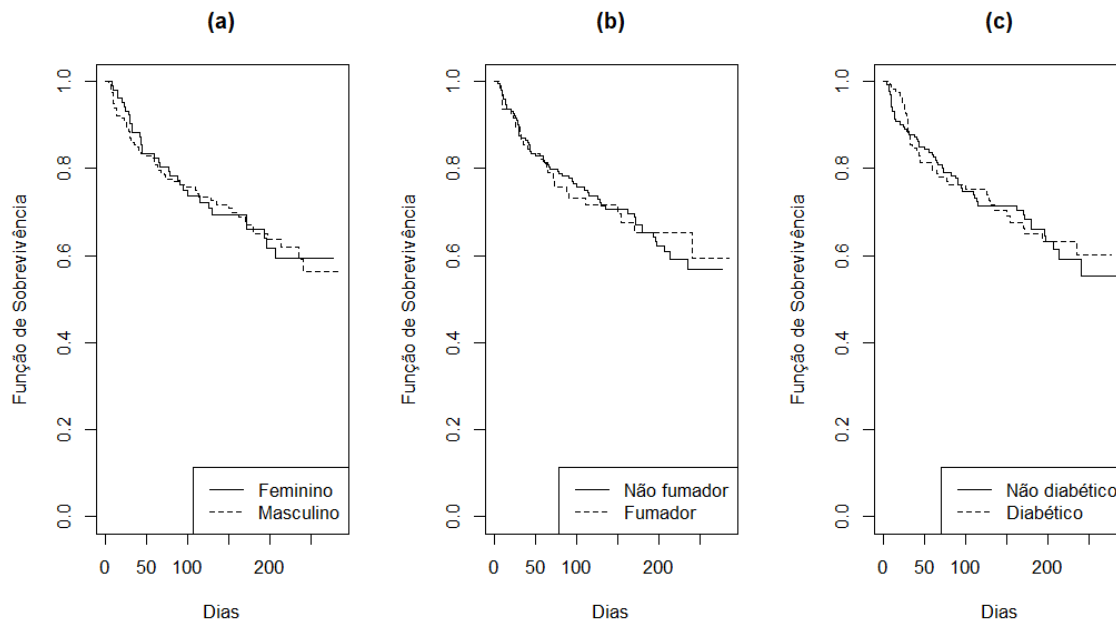 (a)
Função de Sobrevivência
1.0
0.8
0.6
0.4
0.2
0.0
Feminino
Masculino
0 50 100 200
Dias
(b)
Função de Sobrevivência
1.0
0.8
0.6
0.4
0.2
0.0
Não fumador
Fumador
0 50 100 200
Dias
(c)
Função de Sobrevivência
1.0
0.8
0.6
0.4
0.2
0.0
Não diabético
Diabético
0 50 100 200
Dias